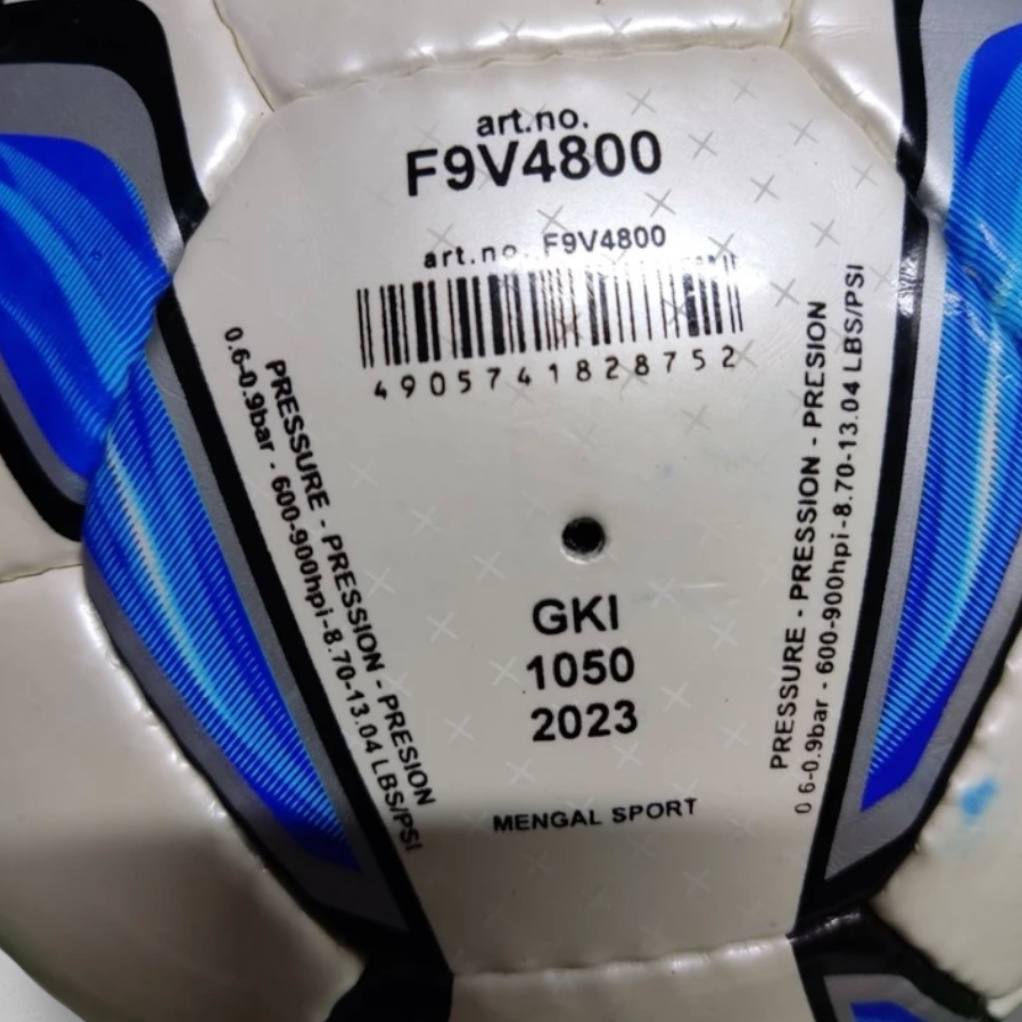 art.no.
F9V4800
art.no. F9V4800
4905741828752
PRESSURE - PRESSION - PRESION
0.6-0.9bar - 600-900hpi-8.70-13.04 LBS/PSI
GKI
1050
2023
MENGAL SPORT
PRESSURE - PRESSION - PRESION
0 6-0.9bar - 600-900hpi-8.70-13.04 LBS/PSI